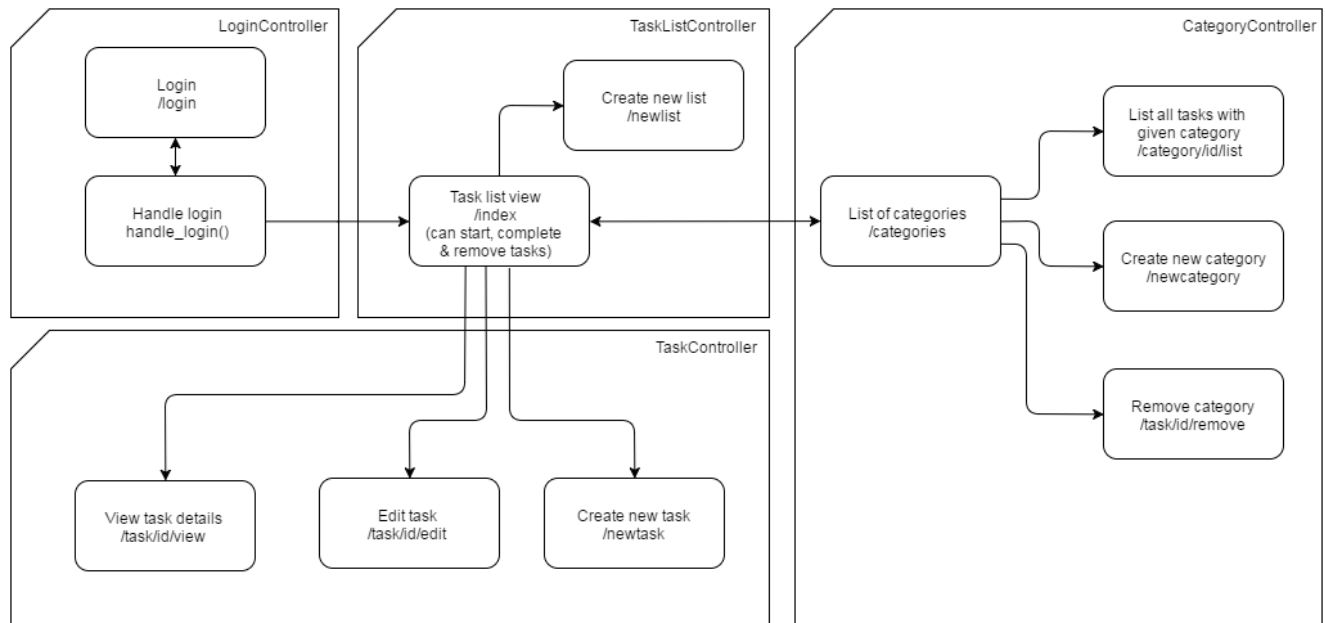 LoginController
Login
/login
Handle login
handle_login()
TaskListController
Create new list
/newlist
Task list view
/index
(can start, complete
& remove tasks)
CategoryController
List of categories
/categories
List all tasks with
given category
/category/id/list
Create new category
/newcategory
Remove category
/task/id/remove
TaskController
View task details
/task/id/view
Edit task
/task/id/edit
Create new task
/newtask